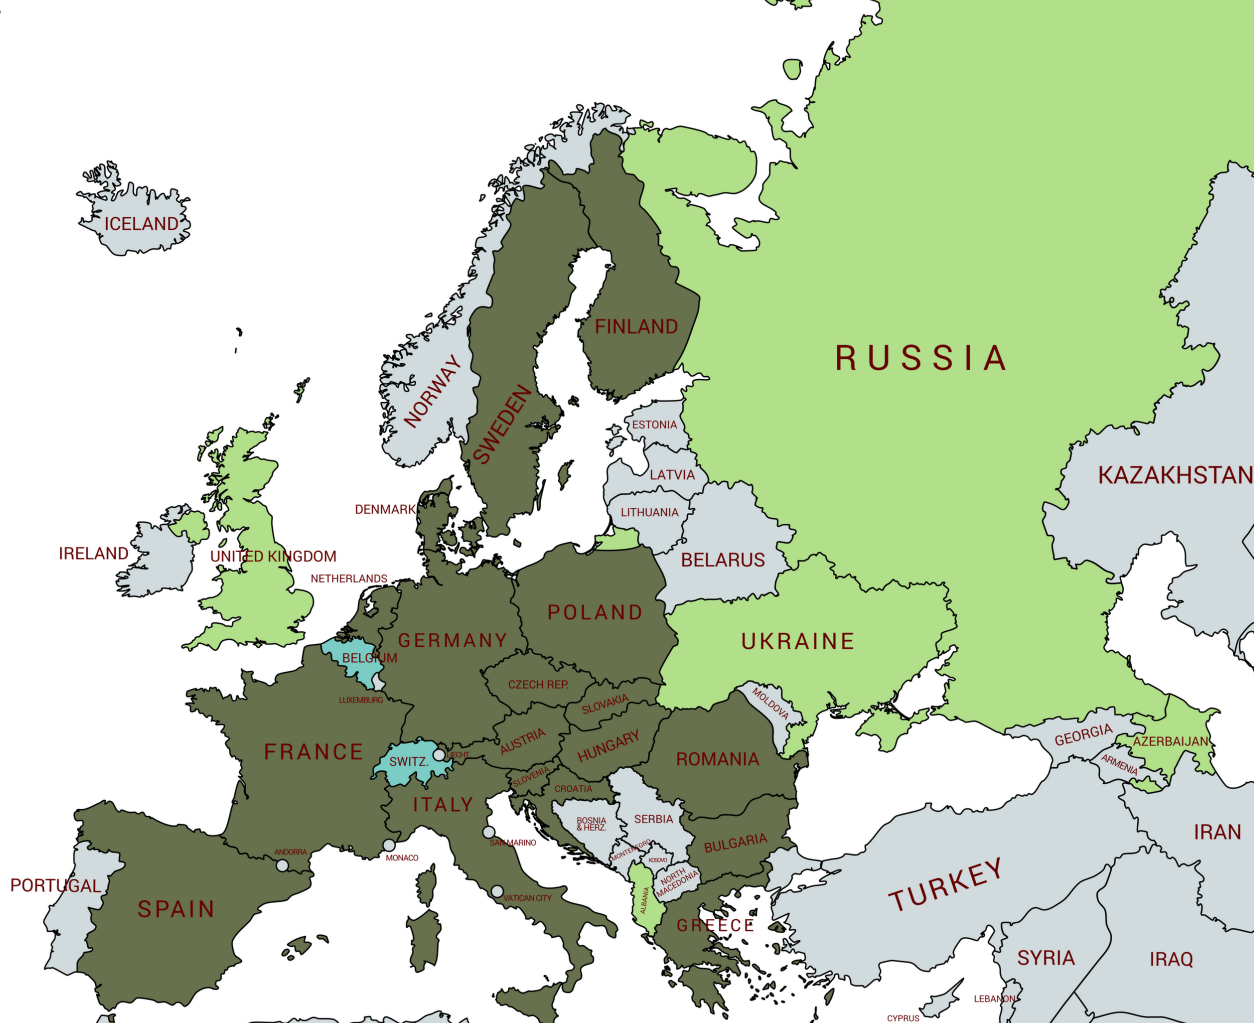 ICELAND
RUSSIA
FINLAND
NORWAY
SWEDEN
ESTONIA
LATVIA
LITHUANIA
KAZAKHSTAN
DENMARK
IRELAND
UNITED KINGDOM
BELARUS
NETHERLANDS
POLAND
GERMANY
UKRAINE
BELGIUM
CZECH REP.
LUXEMBURG
SLOVAKIA
MOLDOVA
FRANCE
SWITZ.
LIECHT.
AUSTRIA
HUNGARY
ROMANIA
GEORGIA
AZERBAIJAN
ARMENIA
SLOVENIA
CROATIA
ITALY
BOSNIA
& HERZ.
SERBIA
IRAN
SAN MARINO
MONTENEGRO
KOSOVO
BULGARIA
ANDORRA
MONACO
PORTUGAL
SPAIN
VATICAN CITY
ALBANIA
NORTH
MACEDONIA
TURKEY
GREECE
SYRIA
IRAQ
LEBANON
CYPRUS